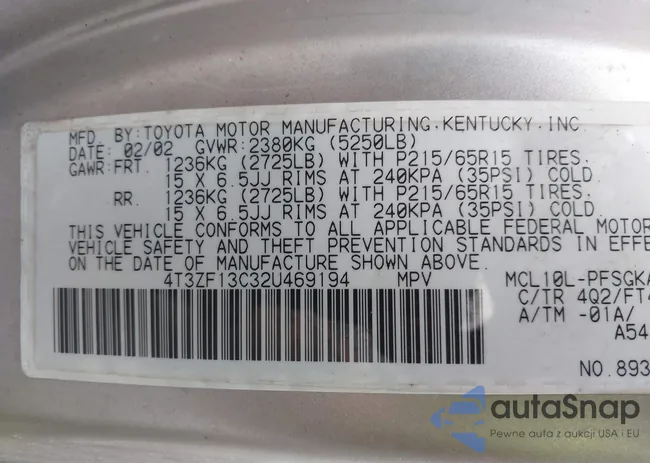 MFD. BY:TOYOTA MOTOR MANUFACTURING,KENTUCKY,INC.
DATE: 02/02 GVWR:2380KG (5250LB)
GAWR:FRT. 1236KG (2725LB) WITH P215/65R15 TIRES.
15 X 6.5JJ RIMS AT 240KPA (35PSI) COLD.
RR. 1236KG (2725LB) WITH P215/65R15 TIRES.
15 X 6.5JJ RIMS AT 240KPA (35PSI) COLD.
THIS VEHICLE CONFORMS TO ALL APPLICABLE FEDERAL MOTOR
VEHICLE SAFETY AND THEFT PREVENTION STANDARDS IN EFFE
ON THE DATE OF MANUFACTURE SHOWN ABOVE.
4T3ZF13C32U469194 MPV MCL10L-PFSGKA
C/TR 4Q2/FT4
A/TM -01A/
A54
NO.893
autaSnap
Pewne auta z aukcji USA i EU